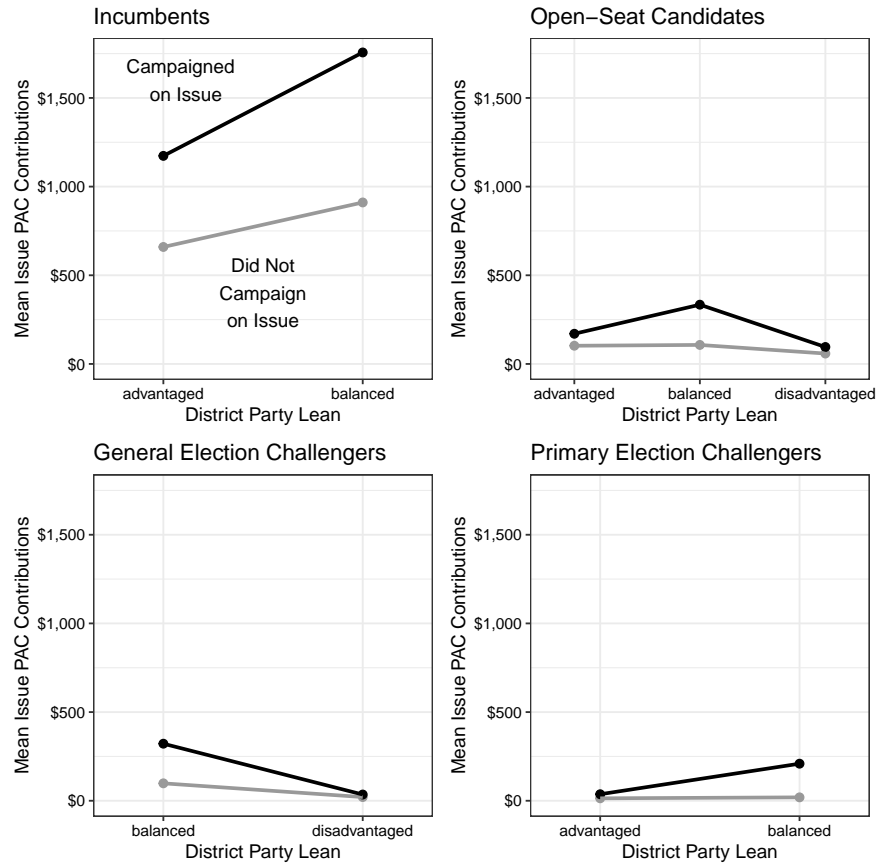 Incumbents
Mean Issue PAC Contributions
$1,500
$1,000
$500
$0
Campaigned
on Issue
Did Not
Campaign
on Issue
advantaged
balanced
District Party Lean
Open−Seat Candidates
Mean Issue PAC Contributions
$1,500
$1,000
$500
$0
advantaged
balanced
disadvantaged
District Party Lean
General Election Challengers
Mean Issue PAC Contributions
$1,500
$1,000
$500
$0
balanced
disadvantaged
District Party Lean
Primary Election Challengers
Mean Issue PAC Contributions
$1,500
$1,000
$500
$0
advantaged
balanced
District Party Lean